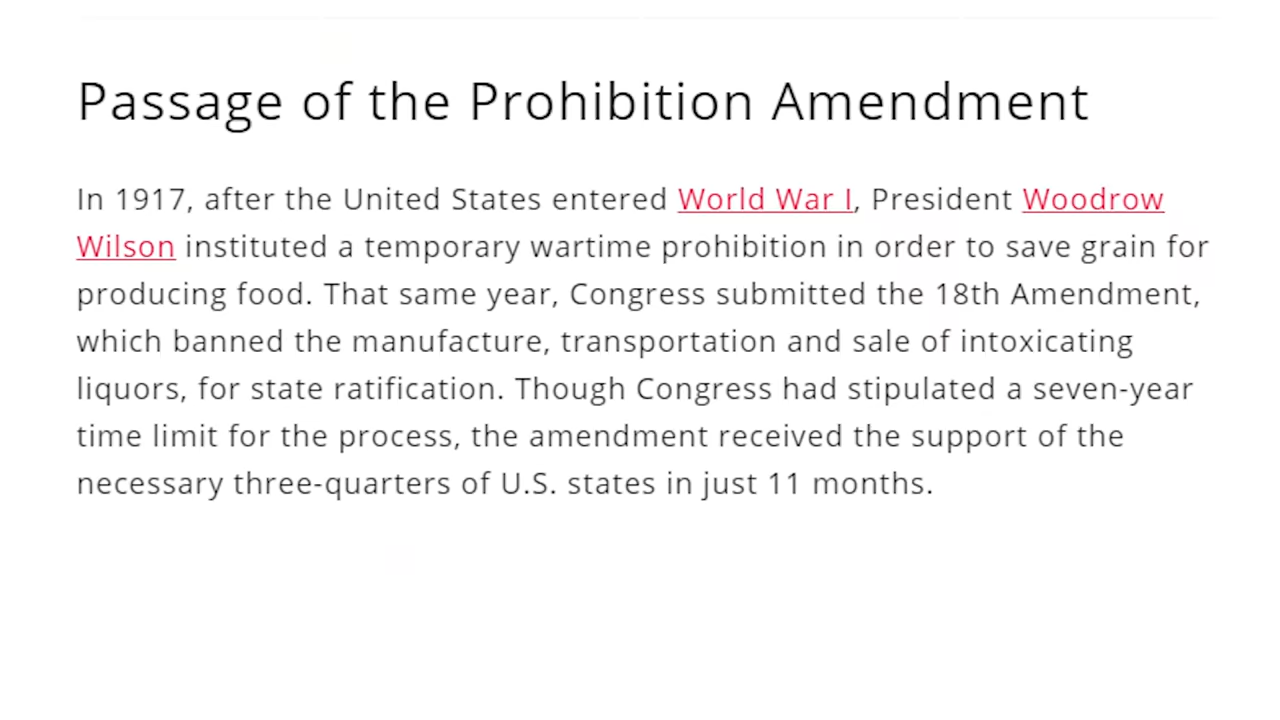 Passage of the Prohibition Amendment
In 1917, after the United States entered World War I, President Woodrow
Wilson instituted a temporary wartime prohibition in order to save grain for
producing food. That same year, Congress submitted the 18th Amendment,
which banned the manufacture, transportation and sale of intoxicating
liquors, for state ratification. Though Congress had stipulated a seven-year
time limit for the process, the amendment received the support of the
necessary three-quarters of U.S. states in just 11 months.